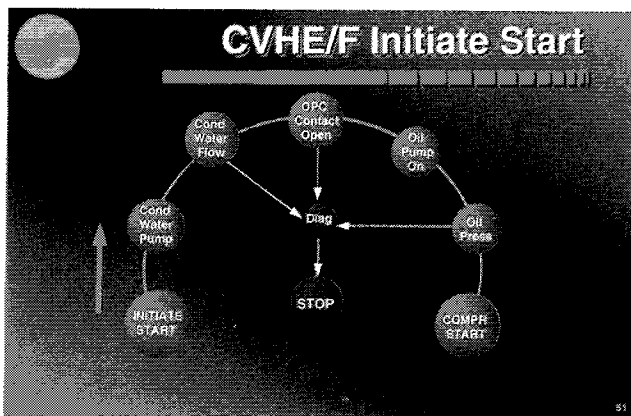 CVHE/F Initiate Start
OPC
Contact
Open
Cond
Water
Flow
Oil
Pump
On
Cond
Water
Pump
Diag
Oil
Press
INITIATE
START
STOP
COMPR
START
51